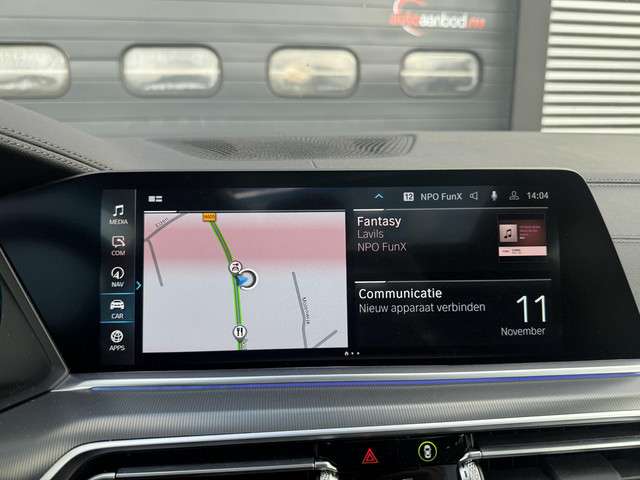 autoaanbod
12 NPO FunX 14:04
MEDIA
COM
NAV
CAR
APPS
Fantasy
Lavils
NPO FunX
Communicatie
Nieuw apparaat verbinden
11
November